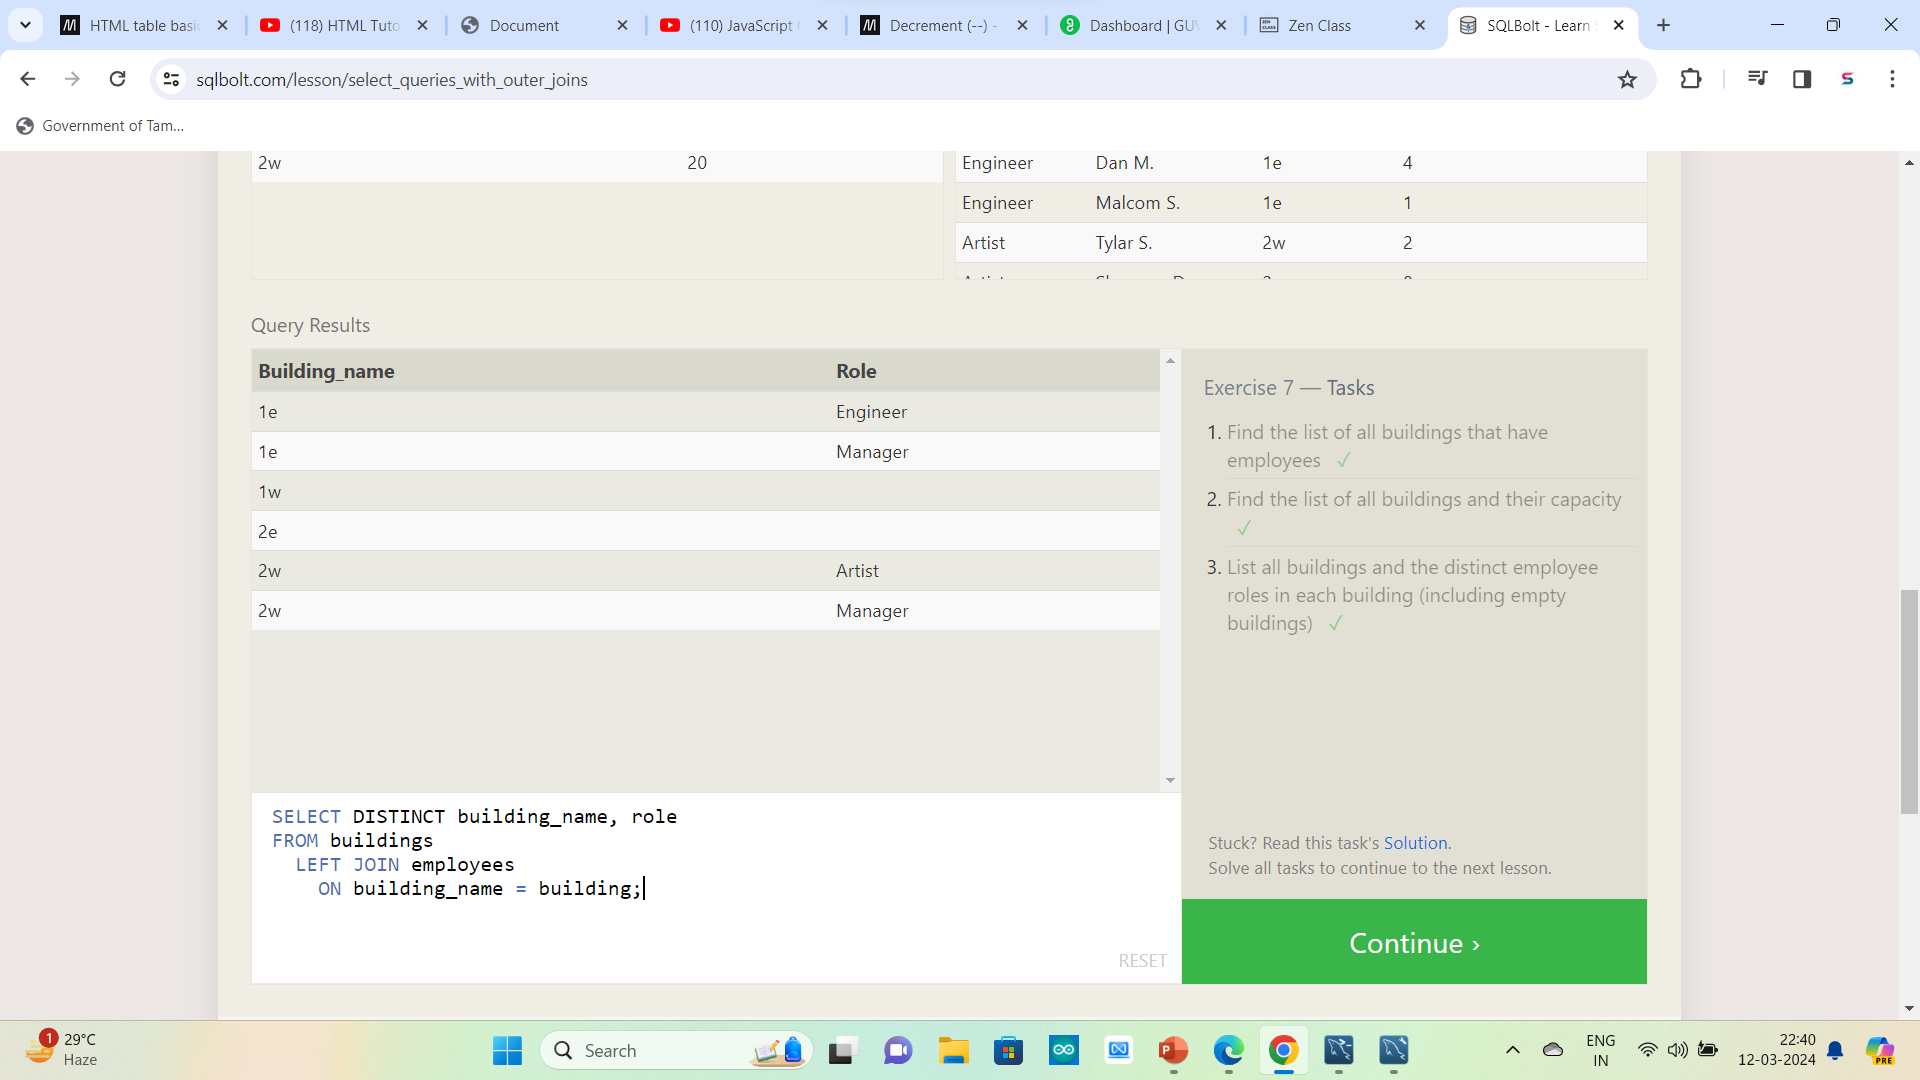 HTML table basic
(118) HTML Tuto
Document
(110) JavaScript
Decrement (--) -
Dashboard | GUV
Zen Class
SQLBolt - Learn
sqlbolt.com/lesson/select_queries_with_outer_joins
Government of Tam...
2w 20
Engineer Dan M. 1e 4
Engineer Malcom S. 1e 1
Artist Tylar S. 2w 2
Query Results
Building_name Role
1e Engineer
1e Manager
1w
2e
2w Artist
2w Manager
Exercise 7 — Tasks
1. Find the list of all buildings that have
employees ✓
2. Find the list of all buildings and their capacity
✓
3. List all buildings and the distinct employee
roles in each building (including empty
buildings) ✓
SELECT DISTINCT building_name, role
FROM buildings
LEFT JOIN employees
ON building_name = building;
RESET
Stuck? Read this task's Solution.
Solve all tasks to continue to the next lesson.
Continue ›
1
29°C
Haze
Search
ENG
IN
22:40
12-03-2024
PRE